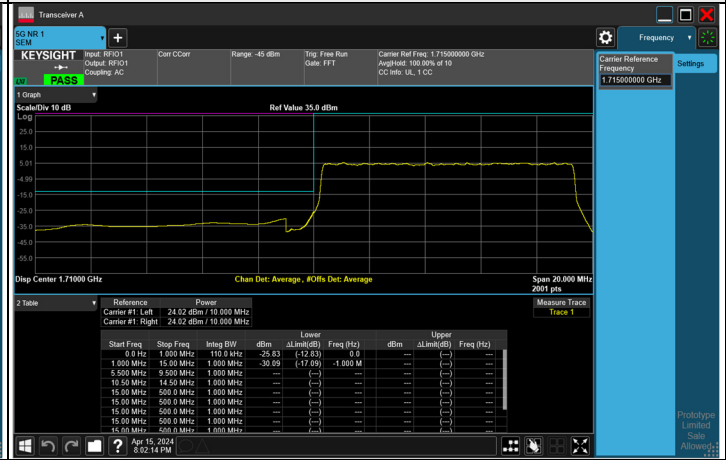 Transceiver A
5G NR 1
SEM
+
Frequency
KEYSIGHT
Input: RFIO1
Output: RFIO1
Coupling: AC
Corr CCorr
Range: -45 dBm
Trig: Free Run
Gate: FFT
Carrier Ref Freq: 1.715000000 GHz
Avg|Hold: 100.00% of 10
CC Info: UL, 1 CC
LVI
PASS
Carrier Reference
Frequency
1.715000000 GHz
Settings
1 Graph
Scale/Div 10 dB
Ref Value 35.0 dBm
Log
25.0
15.0
5.01
-4.99
-15.0
-25.0
-35.0
-45.0
-55.0
Disp Center 1.71000 GHz
Chan Det: Average, #Offs Det: Average
Span 20.000 MHz
2001 pts
2 Table
Reference Power
Carrier #1: Left 24.02 dBm / 10.000 MHz
Carrier #1: Right 24.02 dBm / 10.000 MHz
Measure Trace
Trace 1
Lower Upper
Start Freq Stop Freq Integ BW dBm ΔLimit(dB) Freq (Hz) dBm ΔLimit(dB) Freq (Hz)
0.0 Hz 1.000 MHz 110.0 kHz -25.83 (-12.83) 0.0 --- (---) ---
1.000 MHz 15.00 MHz 1.000 MHz -30.09 (-17.09) -1.000 M --- (---) ---
5.500 MHz 9.500 MHz 1.000 MHz --- (---) --- --- (---) ---
10.50 MHz 14.50 MHz 1.000 MHz --- (---) --- --- (---) ---
15.00 MHz 500.0 MHz 1.000 MHz --- (---) --- --- (---) ---
15.00 MHz 500.0 MHz 1.000 MHz --- (---) --- --- (---) ---
15.00 MHz 500.0 MHz 1.000 MHz --- (---) --- --- (---) ---
15.00 MHz 500.0 MHz 1.000 MHz --- (---) --- --- (---) ---
?
Apr 15, 2024
8:02:14 PM
Prototype
Limited
Sale
Allowed